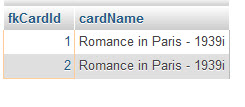 fkCardId cardName
1 Romance in Paris - 1939i
2 Romance in Paris - 1939i